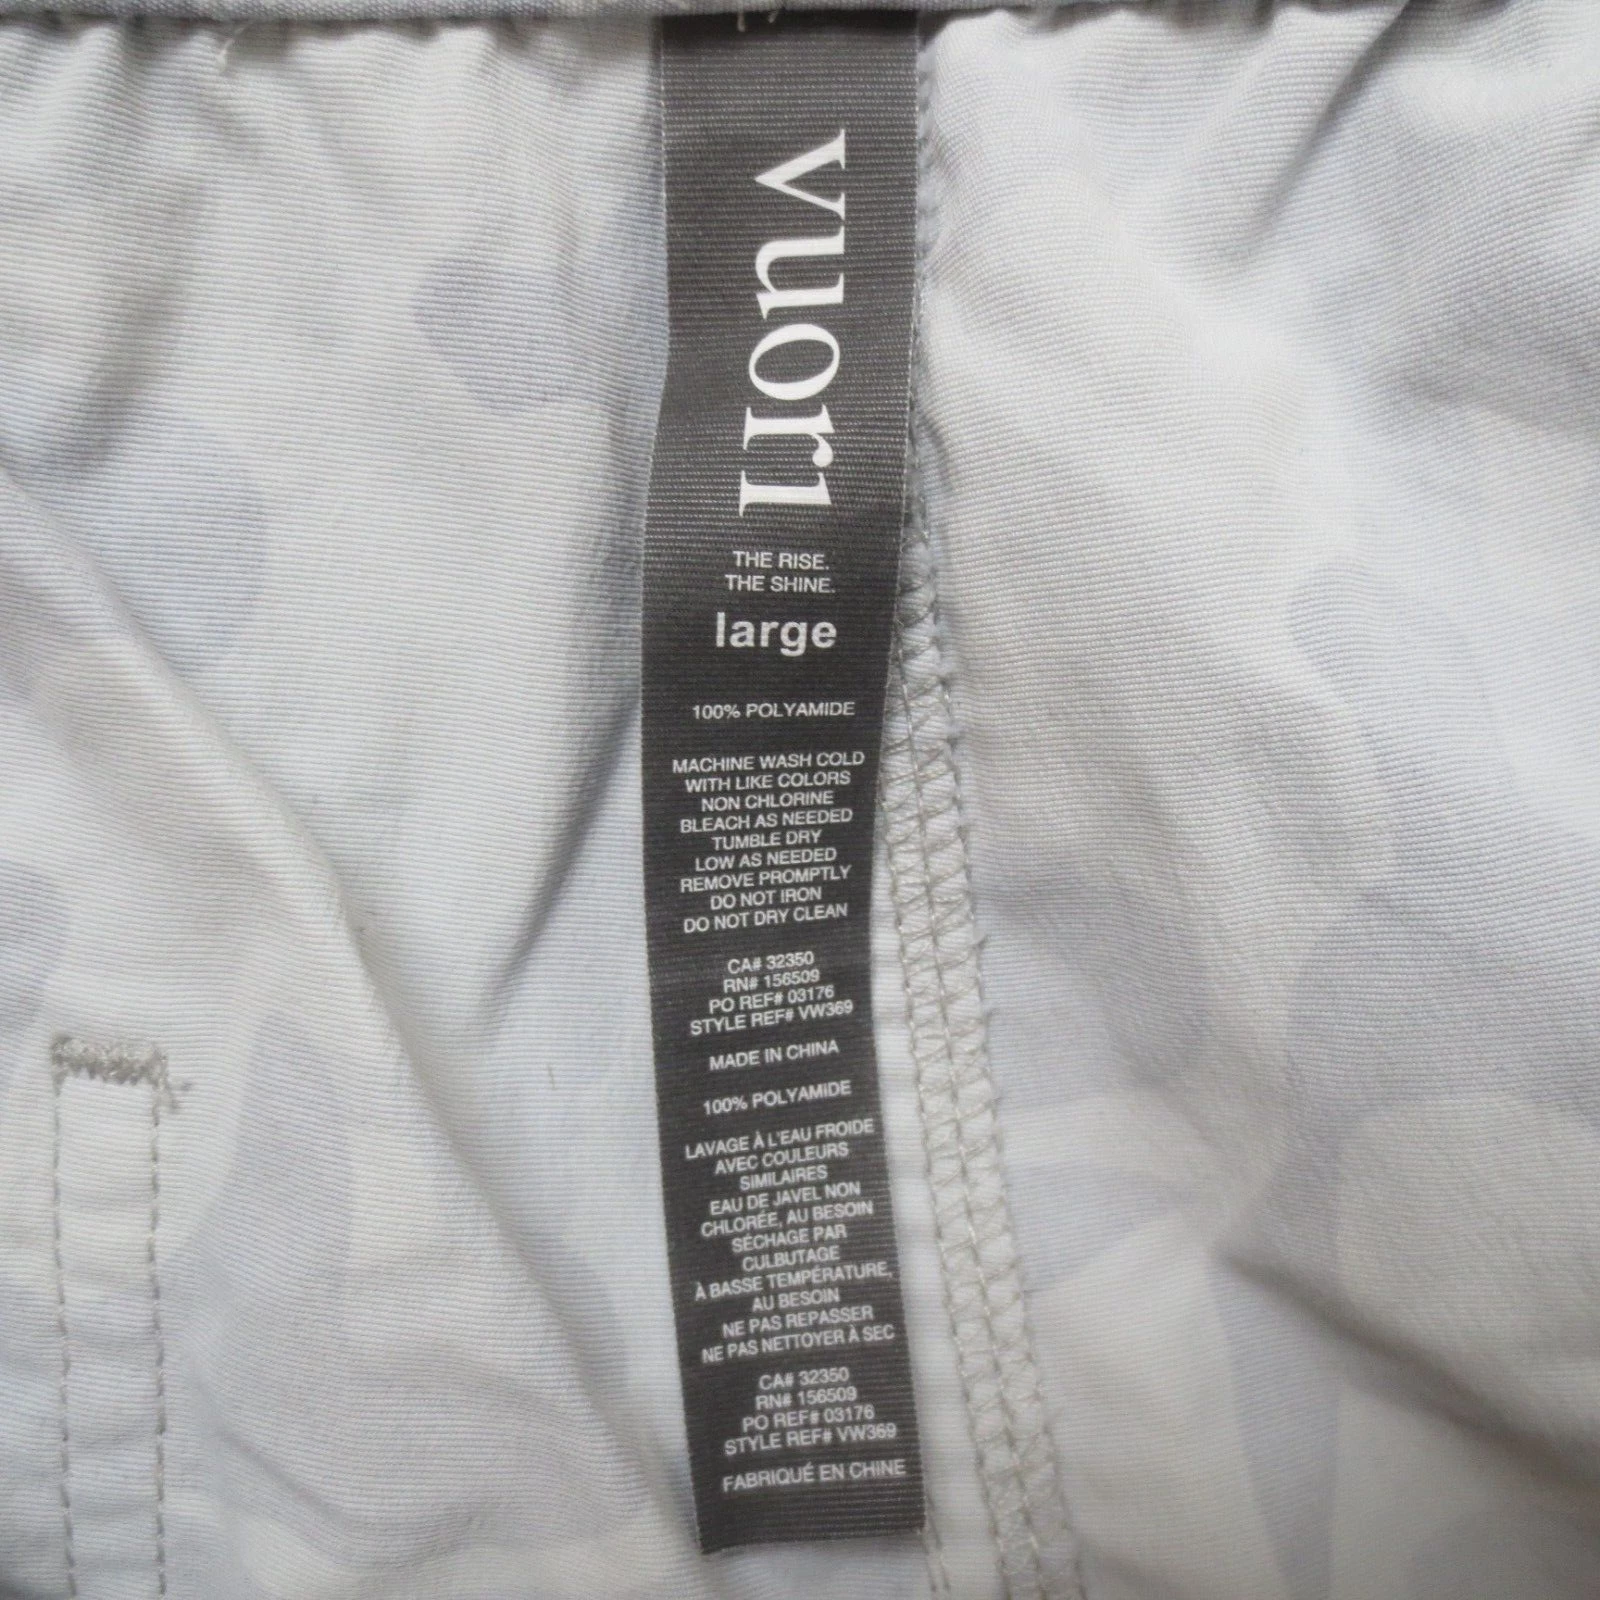 vuori
THE RISE.
THE SHINE.
large
100% POLYAMIDE
MACHINE WASH COLD
WITH LIKE COLORS
NON CHLORINE
BLEACH AS NEEDED
TUMBLE DRY
LOW AS NEEDED
REMOVE PROMPTLY
DO NOT IRON
DO NOT DRY CLEAN
CA# 32350
RN# 156509
PO REF# 03176
STYLE REF# VW369
MADE IN CHINA
100% POLYAMIDE
LAVAGE À L'EAU FROIDE
AVEC COULEURS
SIMILAIRES
EAU DE JAVEL NON
CHLORÉE, AU BESOIN
SÉCHAGE PAR
CULBUTAGE
À BASSE TEMPÉRATURE,
AU BESOIN
NE PAS REPASSER
NE PAS NETTOYER À SEC
CA# 32350
RN# 156509
PO REF# 03176
STYLE REF# VW369
FABRIQUÉ EN CHINE